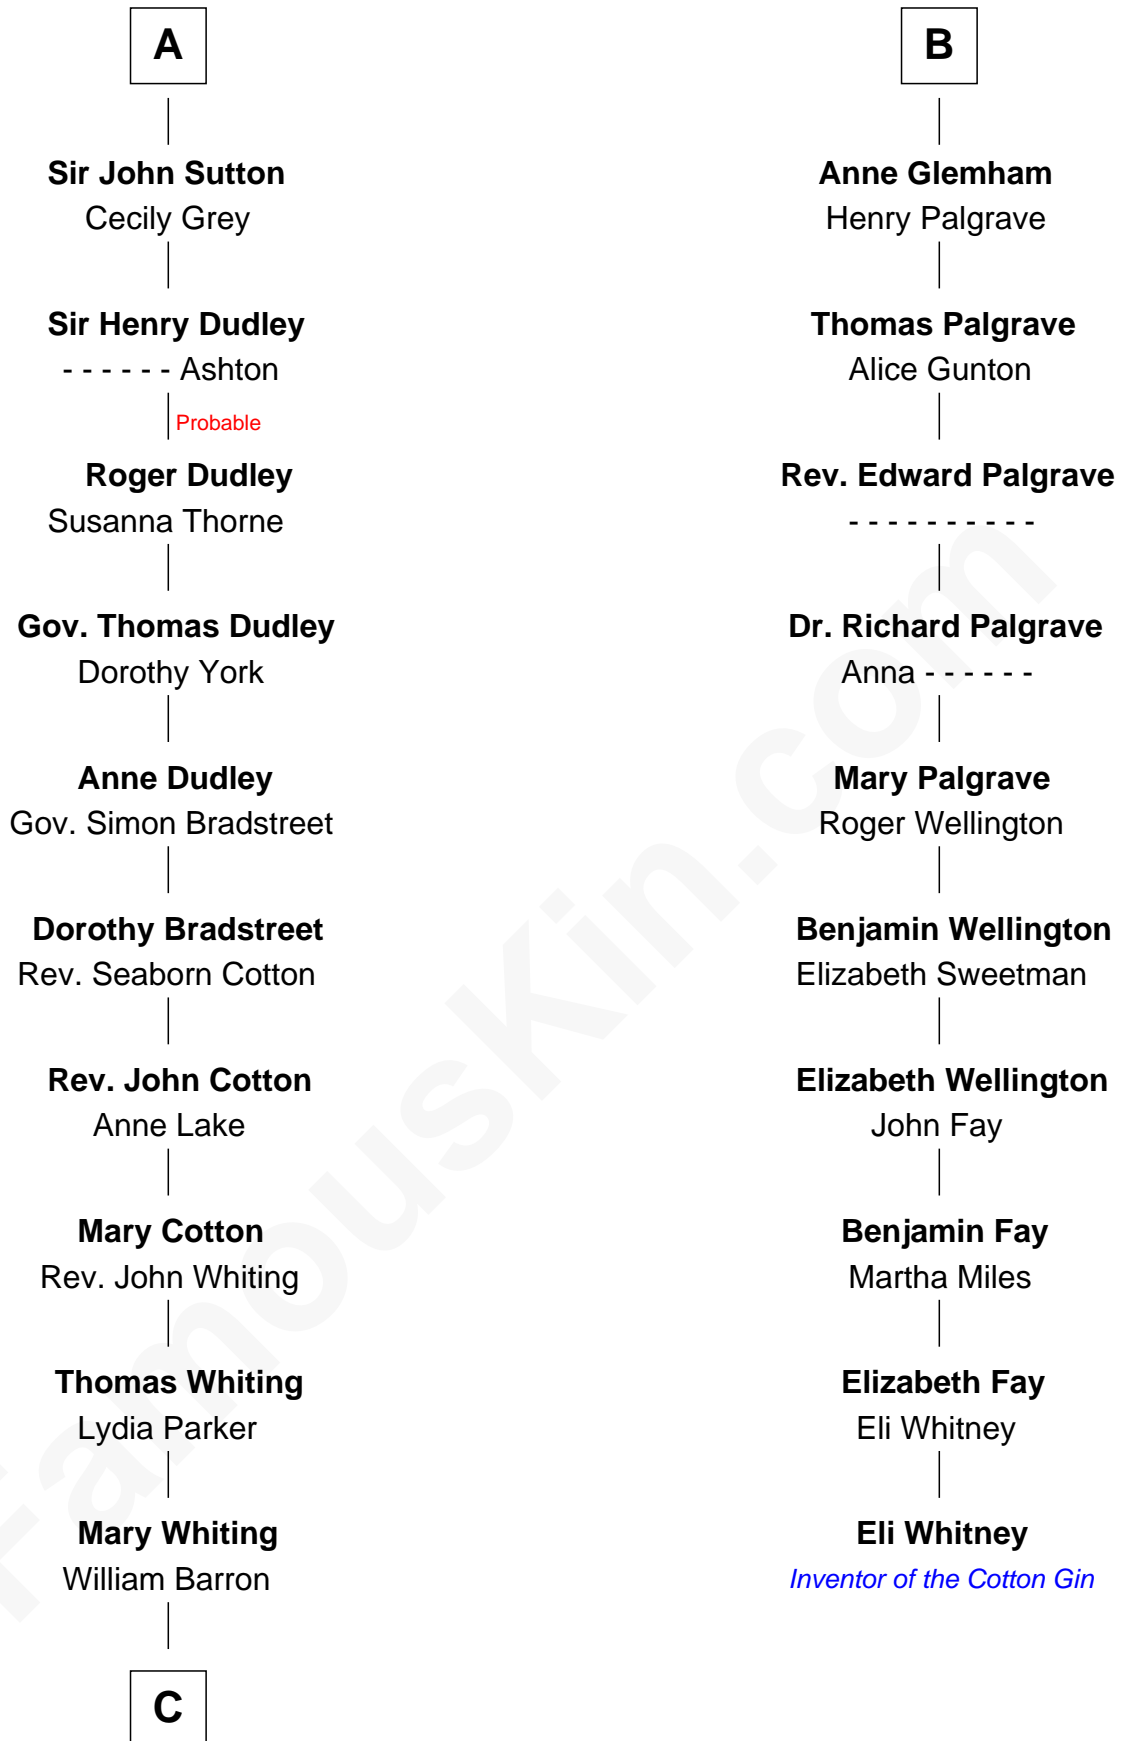 A
Sir John Sutton
Cecily Grey
Sir Henry Dudley
- - - - - - Ashton
Probable
Roger Dudley
Susanna Thorne
Gov. Thomas Dudley
Dorothy York
Anne Dudley
Gov. Simon Bradstreet
Dorothy Bradstreet
Rev. Seaborn Cotton
Rev. John Cotton
Anne Lake
Mary Cotton
Rev. John Whiting
Thomas Whiting
Lydia Parker
Mary Whiting
William Barron
C
B
Anne Glemham
Henry Palgrave
Thomas Palgrave
Alice Gunton
Rev. Edward Palgrave
- - - - - - - - - -
Dr. Richard Palgrave
Anna - - - - - -
Mary Palgrave
Roger Wellington
Benjamin Wellington
Elizabeth Sweetman
Elizabeth Wellington
John Fay
Benjamin Fay
Martha Miles
Elizabeth Fay
Eli Whitney
Eli Whitney
Inventor of the Cotton Gin
FamousKin.com